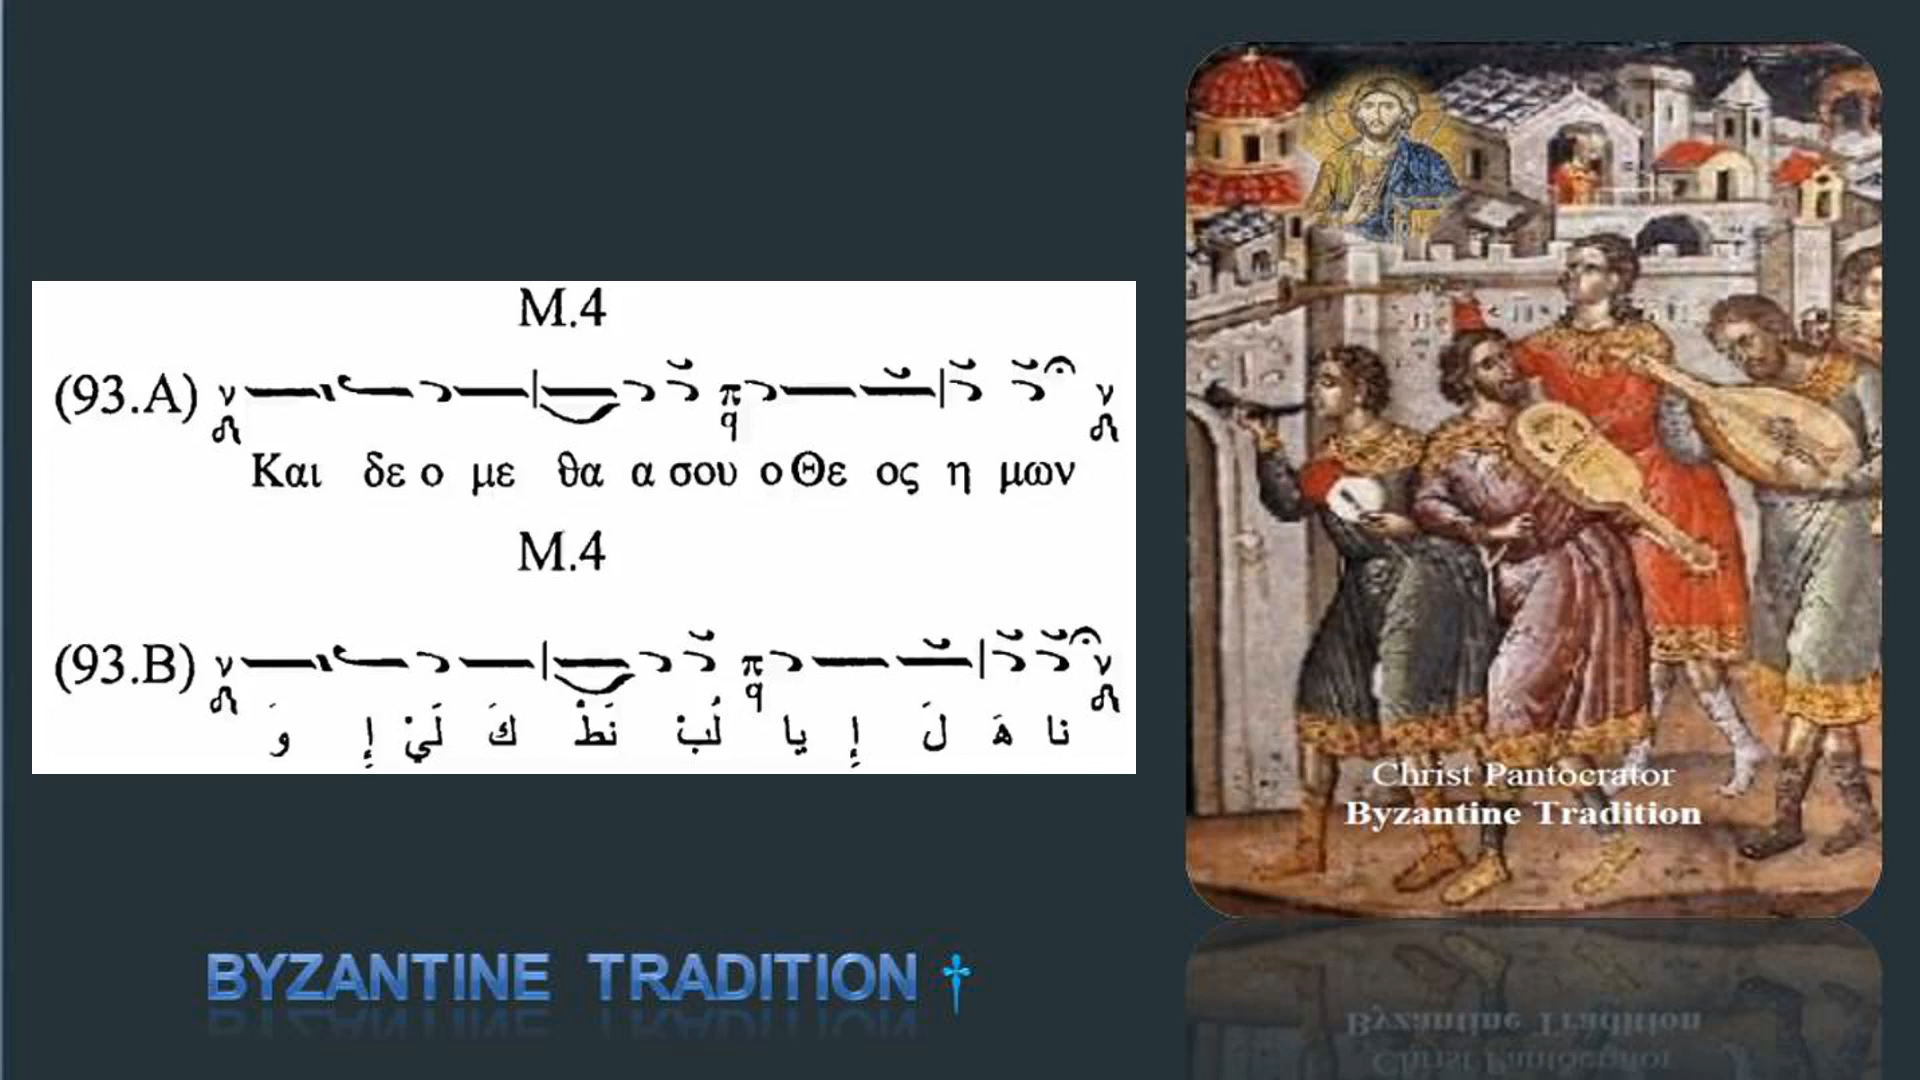 M.4
(93.A)
Και δε ο με θα α σου ο Θε ος η μων
M.4
(93.B)
وَ إِ لَيْ كَ نَطْ لُبْ يا إِ لَ هَ نا
BYZANTINE TRADITION †
Christ Pantocrator
Byzantine Tradition